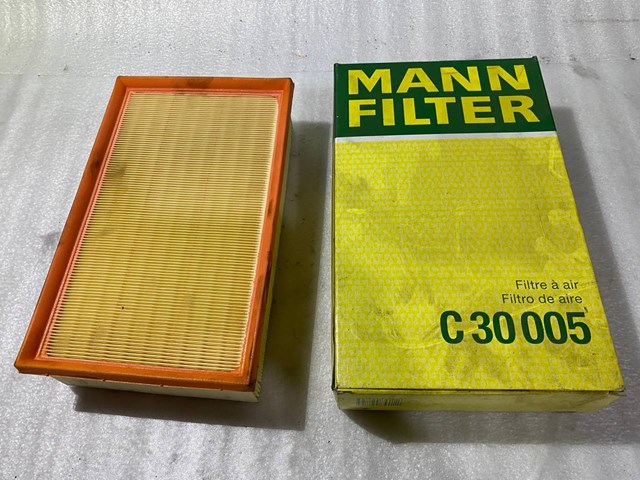 MANN
FILTER
Filtre à air
Filtro de aire
C 30 005